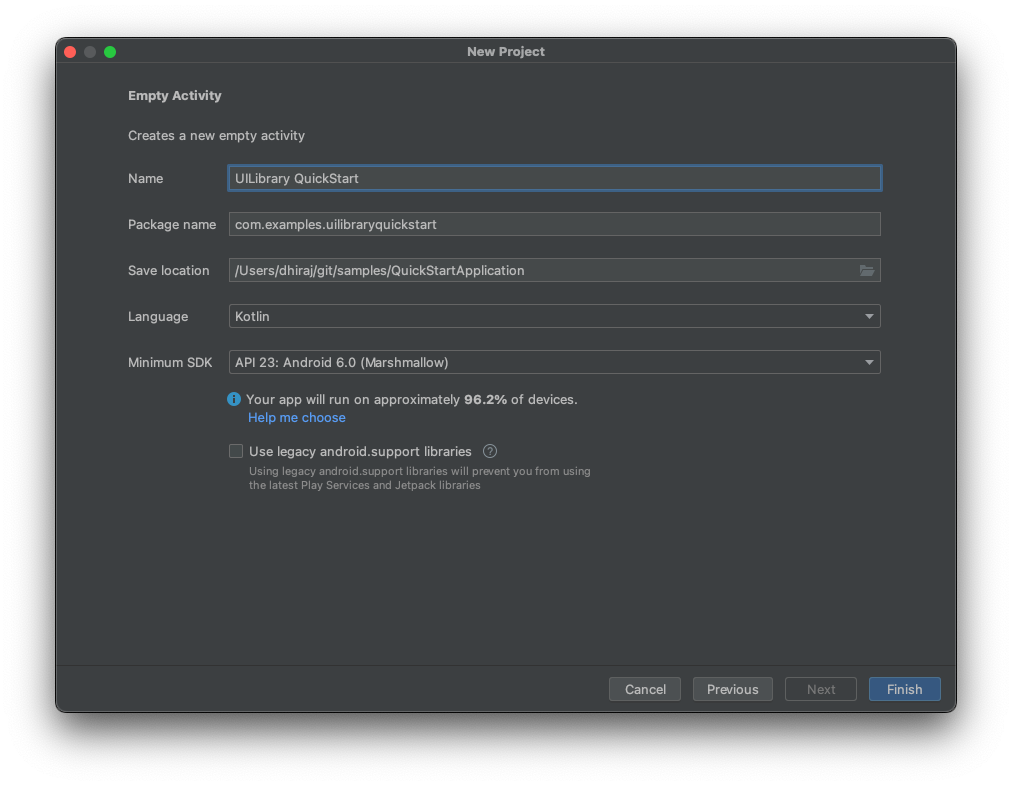 New Project
Empty Activity
Creates a new empty activity
Name UILibrary QuickStart
Package name com.examples.uilibraryquickstart
Save location /Users/dhiraj/git/samples/QuickStartApplication
Language Kotlin
Minimum SDK API 23: Android 6.0 (Marshmallow)
Your app will run on approximately 96.2% of devices.
Help me choose
Use legacy android.support libraries ?
Using legacy android.support libraries will prevent you from using
the latest Play Services and Jetpack libraries
Cancel Previous Next Finish